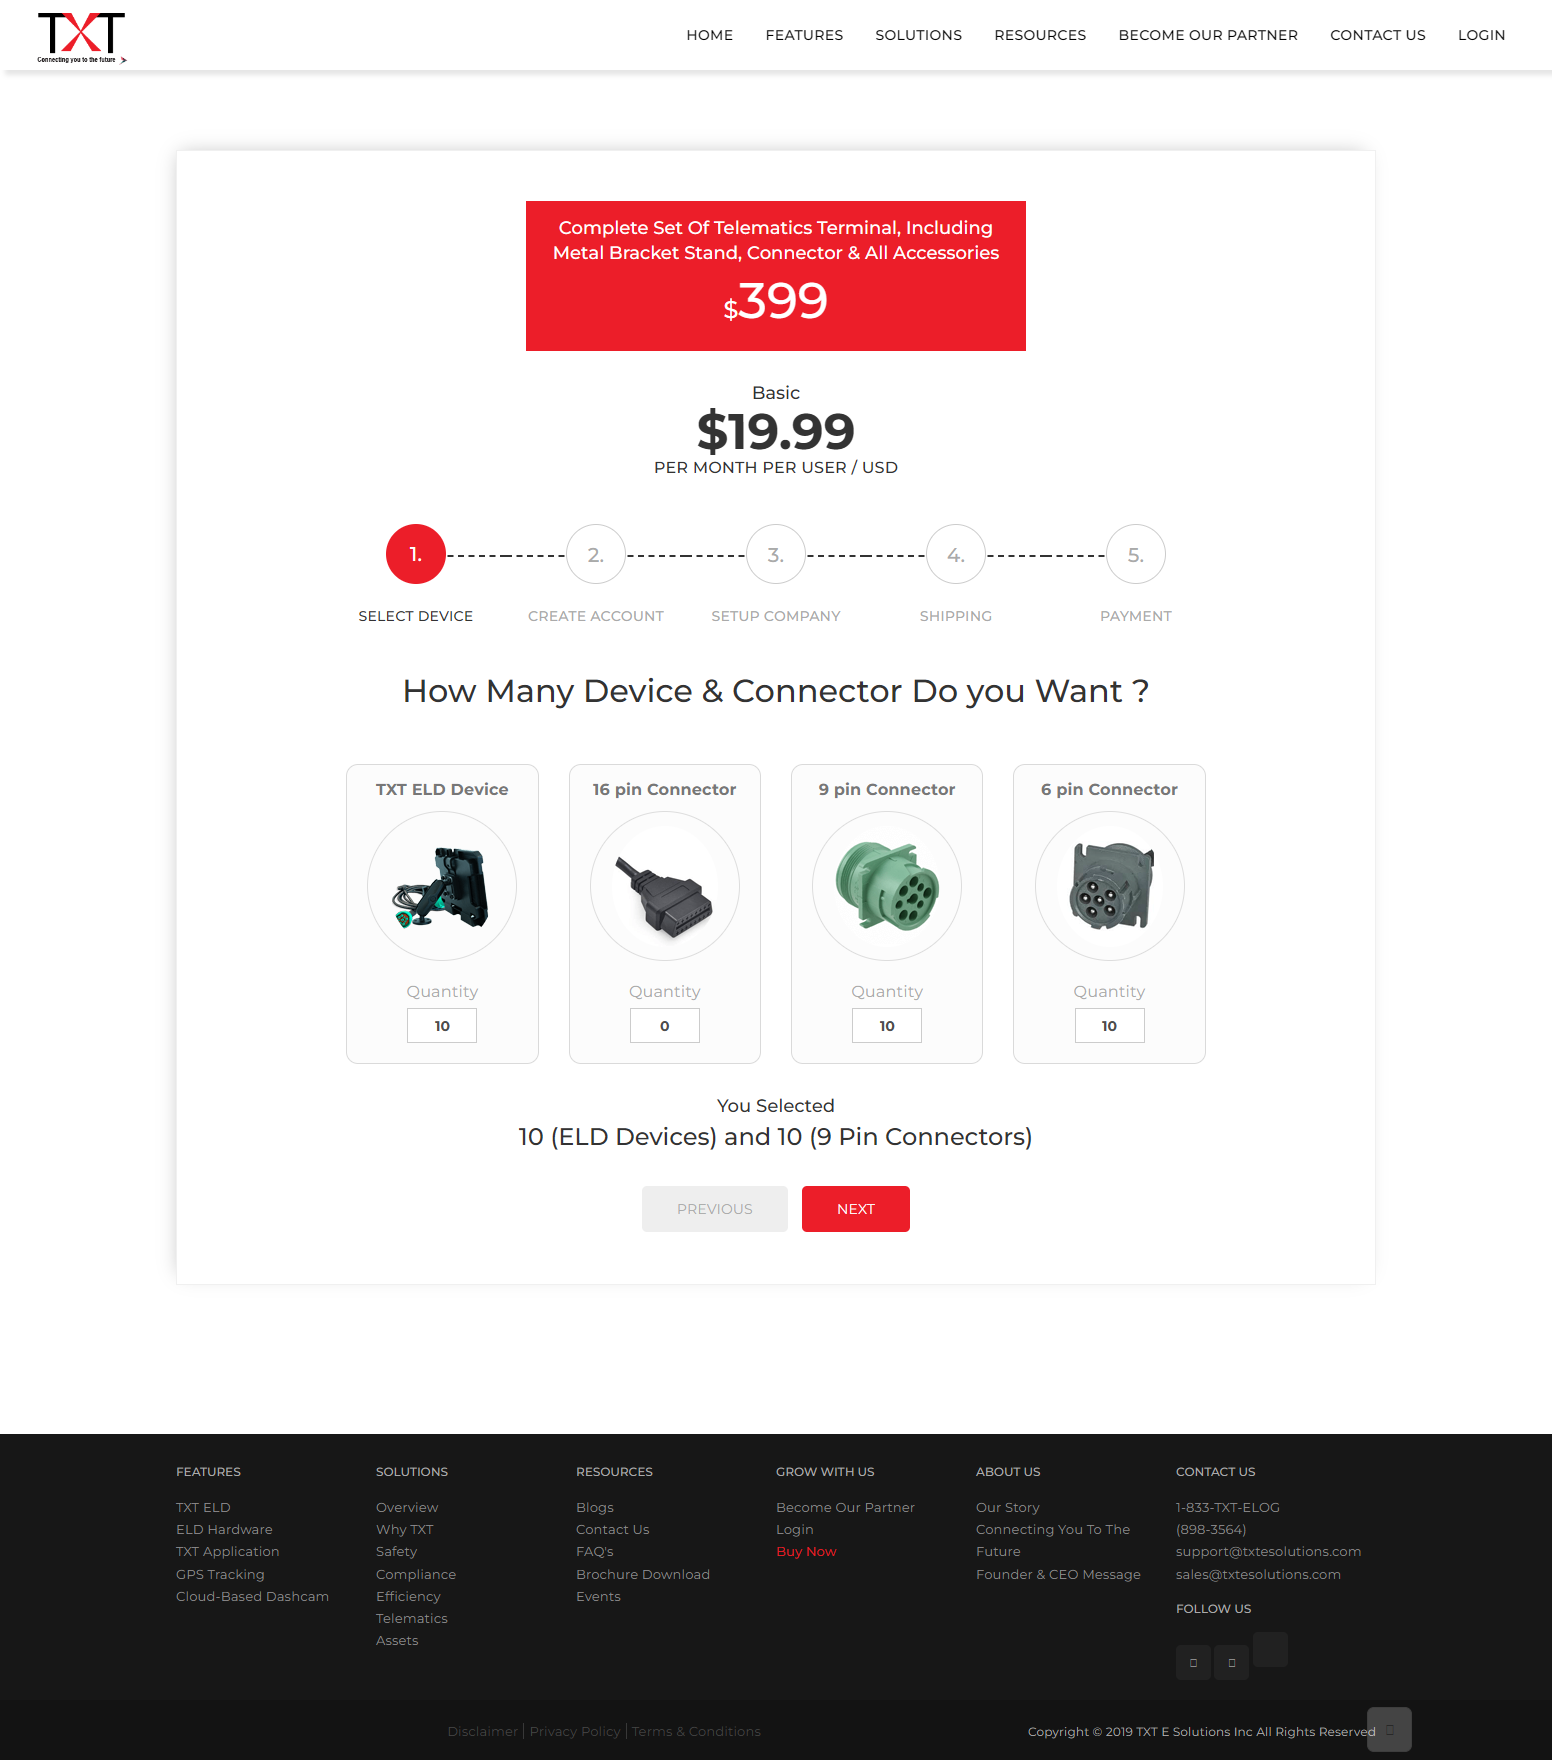 TXT
Connecting you to the future
HOME
FEATURES
SOLUTIONS
RESOURCES
BECOME OUR PARTNER
CONTACT US
LOGIN
Complete Set Of Telematics Terminal, Including
Metal Bracket Stand, Connector & All Accessories
$399
Basic
$19.99
PER MONTH PER USER / USD
1.
2.
3.
4.
5.
SELECT DEVICE
CREATE ACCOUNT
SETUP COMPANY
SHIPPING
PAYMENT
How Many Device & Connector Do you Want ?
TXT ELD Device
Quantity
10
16 pin Connector
Quantity
0
9 pin Connector
Quantity
10
6 pin Connector
Quantity
10
You Selected
10 (ELD Devices) and 10 (9 Pin Connectors)
PREVIOUS
NEXT
FEATURES
TXT ELD
ELD Hardware
TXT Application
GPS Tracking
Cloud-Based Dashcam
SOLUTIONS
Overview
Why TXT
Safety
Compliance
Efficiency
Telematics
Assets
RESOURCES
Blogs
Contact Us
FAQ's
Brochure Download
Events
GROW WITH US
Become Our Partner
Login
Buy Now
ABOUT US
Our Story
Connecting You To The
Future
Founder & CEO Message
CONTACT US
1-833-TXT-ELOG
(898-3564)
support@txtesolutions.com
sales@txtesolutions.com
FOLLOW US
Disclaimer | Privacy Policy | Terms & Conditions
Copyright © 2019 TXT E Solutions Inc All Rights Reserved